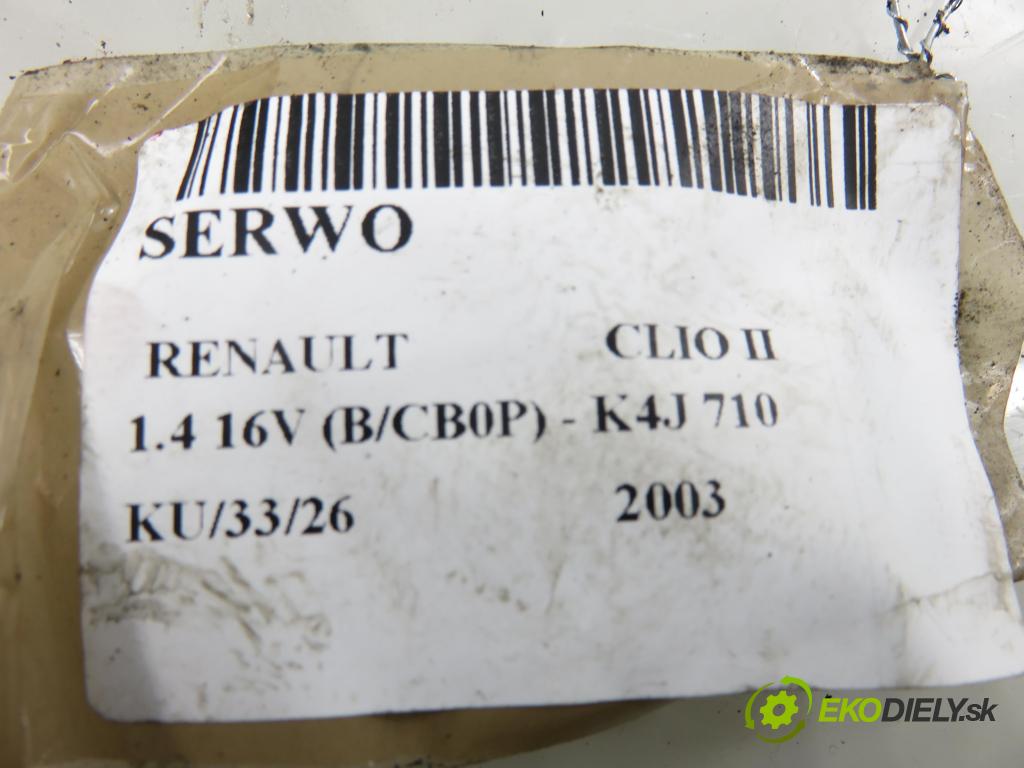 SERWO
RENAULT CLIO II
1.4 16V (B/CB0P) - K4J 710
KU/33/26 2003
EKODIELY.sk